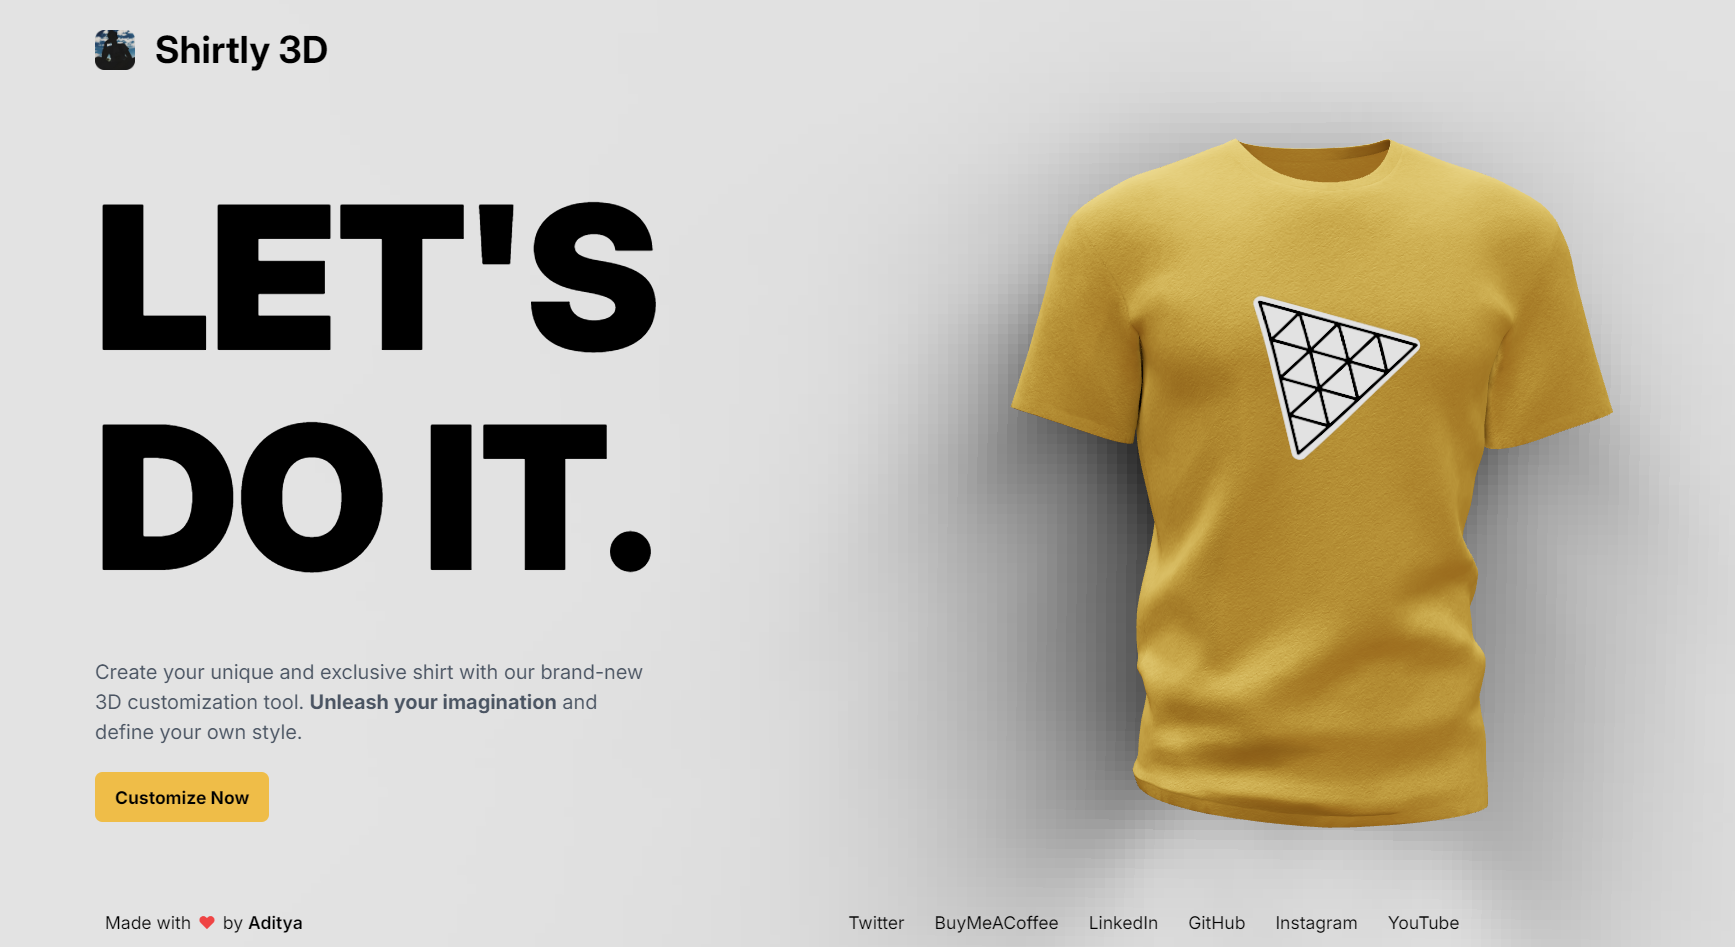 Shirtly 3D
LET'S
DO IT.
Create your unique and exclusive shirt with our brand-new
3D customization tool. Unleash your imagination and
define your own style.
Customize Now
Made with ❤ by Aditya
Twitter BuyMeACoffee LinkedIn GitHub Instagram YouTube